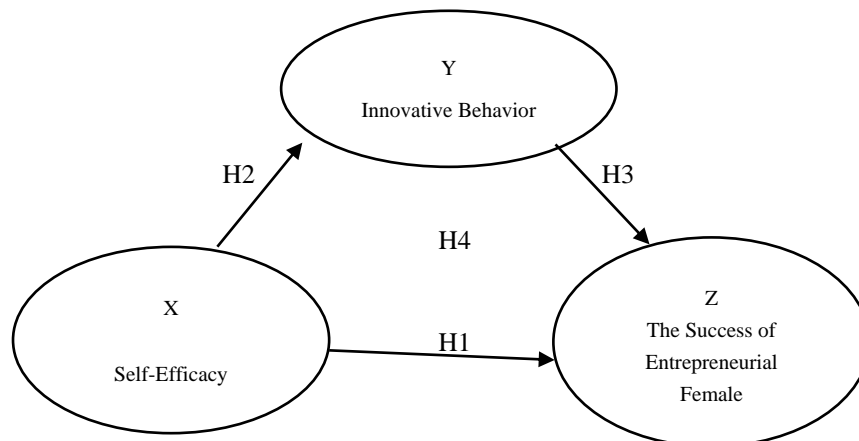 Y
Innovative Behavior
H2
H3
H4
X
Self-Efficacy
H1
Z
The Success of
Entrepreneurial
Female